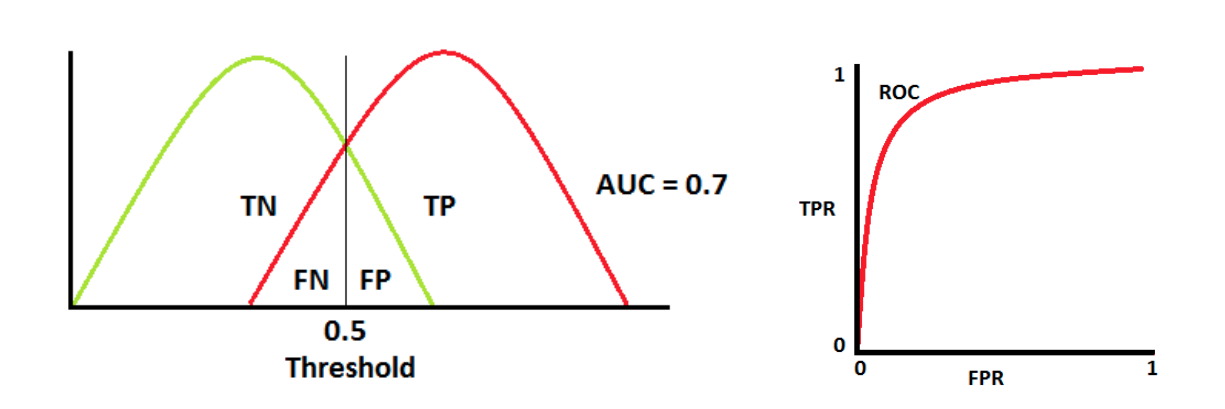 TN
TP
FN
FP
AUC = 0.7
0.5
Threshold
1
ROC
TPR
0
0
1
FPR